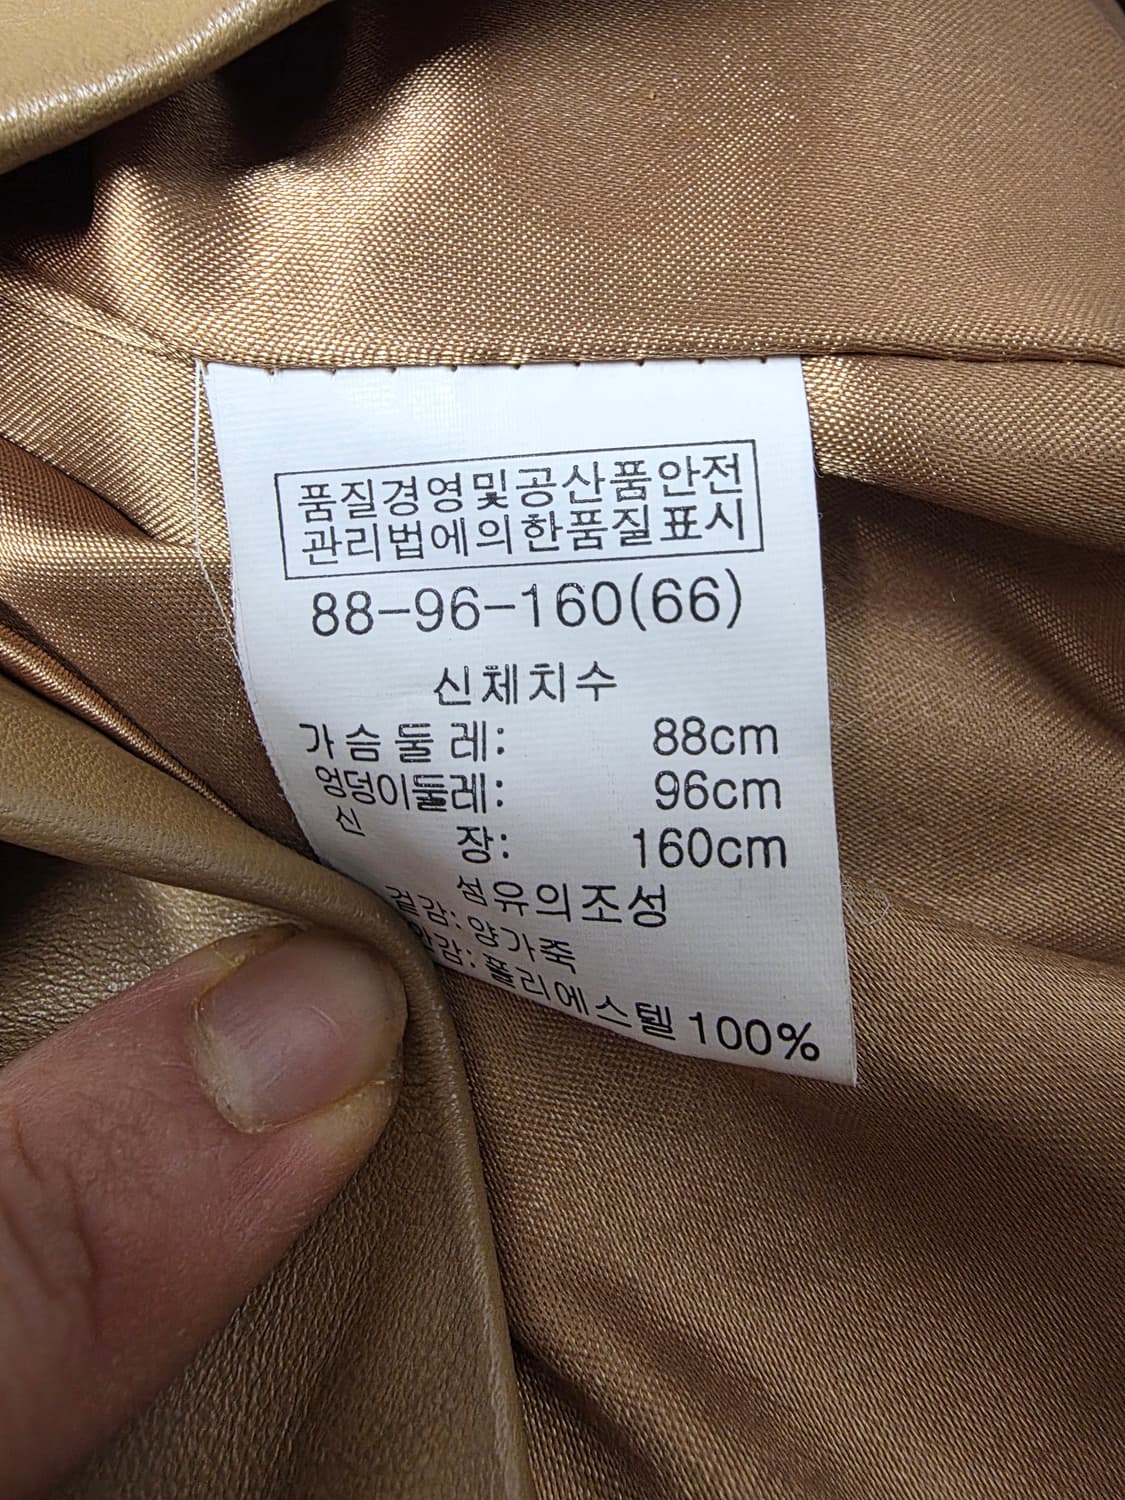 품질경영및공산품안전
관리법에의한품질표시
88-96-160(66)
신체치수
가슴둘레: 88cm
엉덩이둘레: 96cm
신 장: 160cm
섬유의조성
겉감: 양가죽
안감: 폴리에스텔 100%